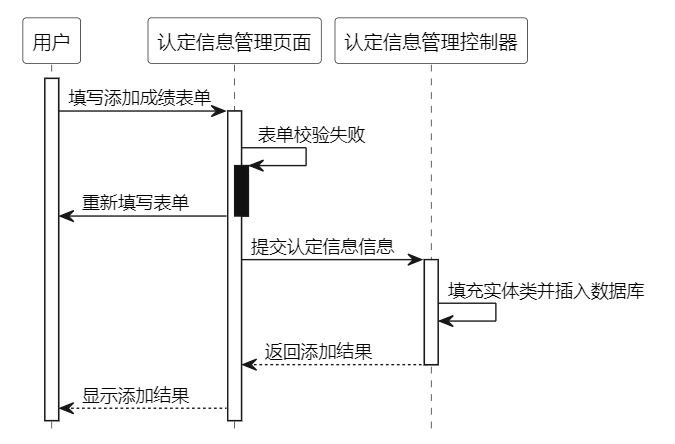 用户
认定信息管理页面
认定信息管理控制器
填写添加成绩表单
表单校验失败
重新填写表单
提交认定信息信息
填充实体类并插入数据库
返回添加结果
显示添加结果